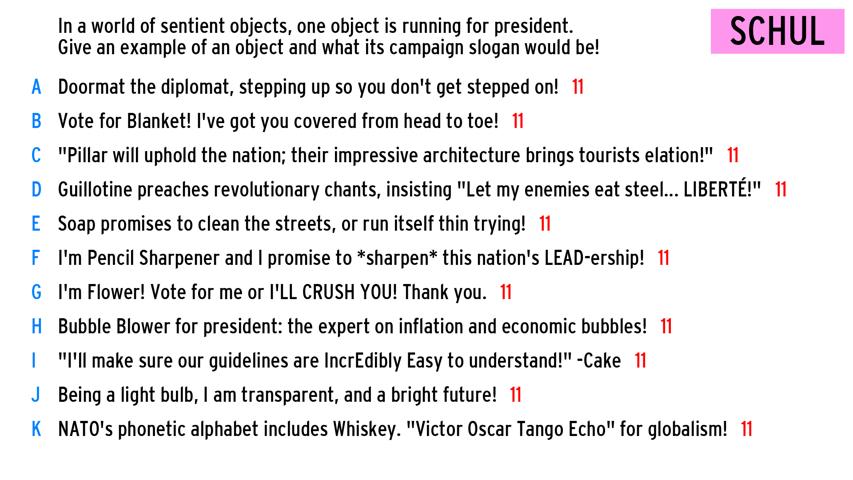 In a world of sentient objects, one object is running for president.
Give an example of an object and what its campaign slogan would be!
SCHUL
A Doormat the diplomat, stepping up so you don't get stepped on! 11
B Vote for Blanket! I've got you covered from head to toe! 11
C "Pillar will uphold the nation; their impressive architecture brings tourists elation!" 11
D Guillotine preaches revolutionary chants, insisting "Let my enemies eat steel... LIBERTÉ!" 11
E Soap promises to clean the streets, or run itself thin trying! 11
F I'm Pencil Sharpener and I promise to *sharpen* this nation's LEAD-ership! 11
G I'm Flower! Vote for me or I'LL CRUSH YOU! Thank you. 11
H Bubble Blower for president: the expert on inflation and economic bubbles! 11
I "I'll make sure our guidelines are IncrEdibly Easy to understand!" -Cake 11
J Being a light bulb, I am transparent, and a bright future! 11
K NATO's phonetic alphabet includes Whiskey. "Victor Oscar Tango Echo" for globalism! 11